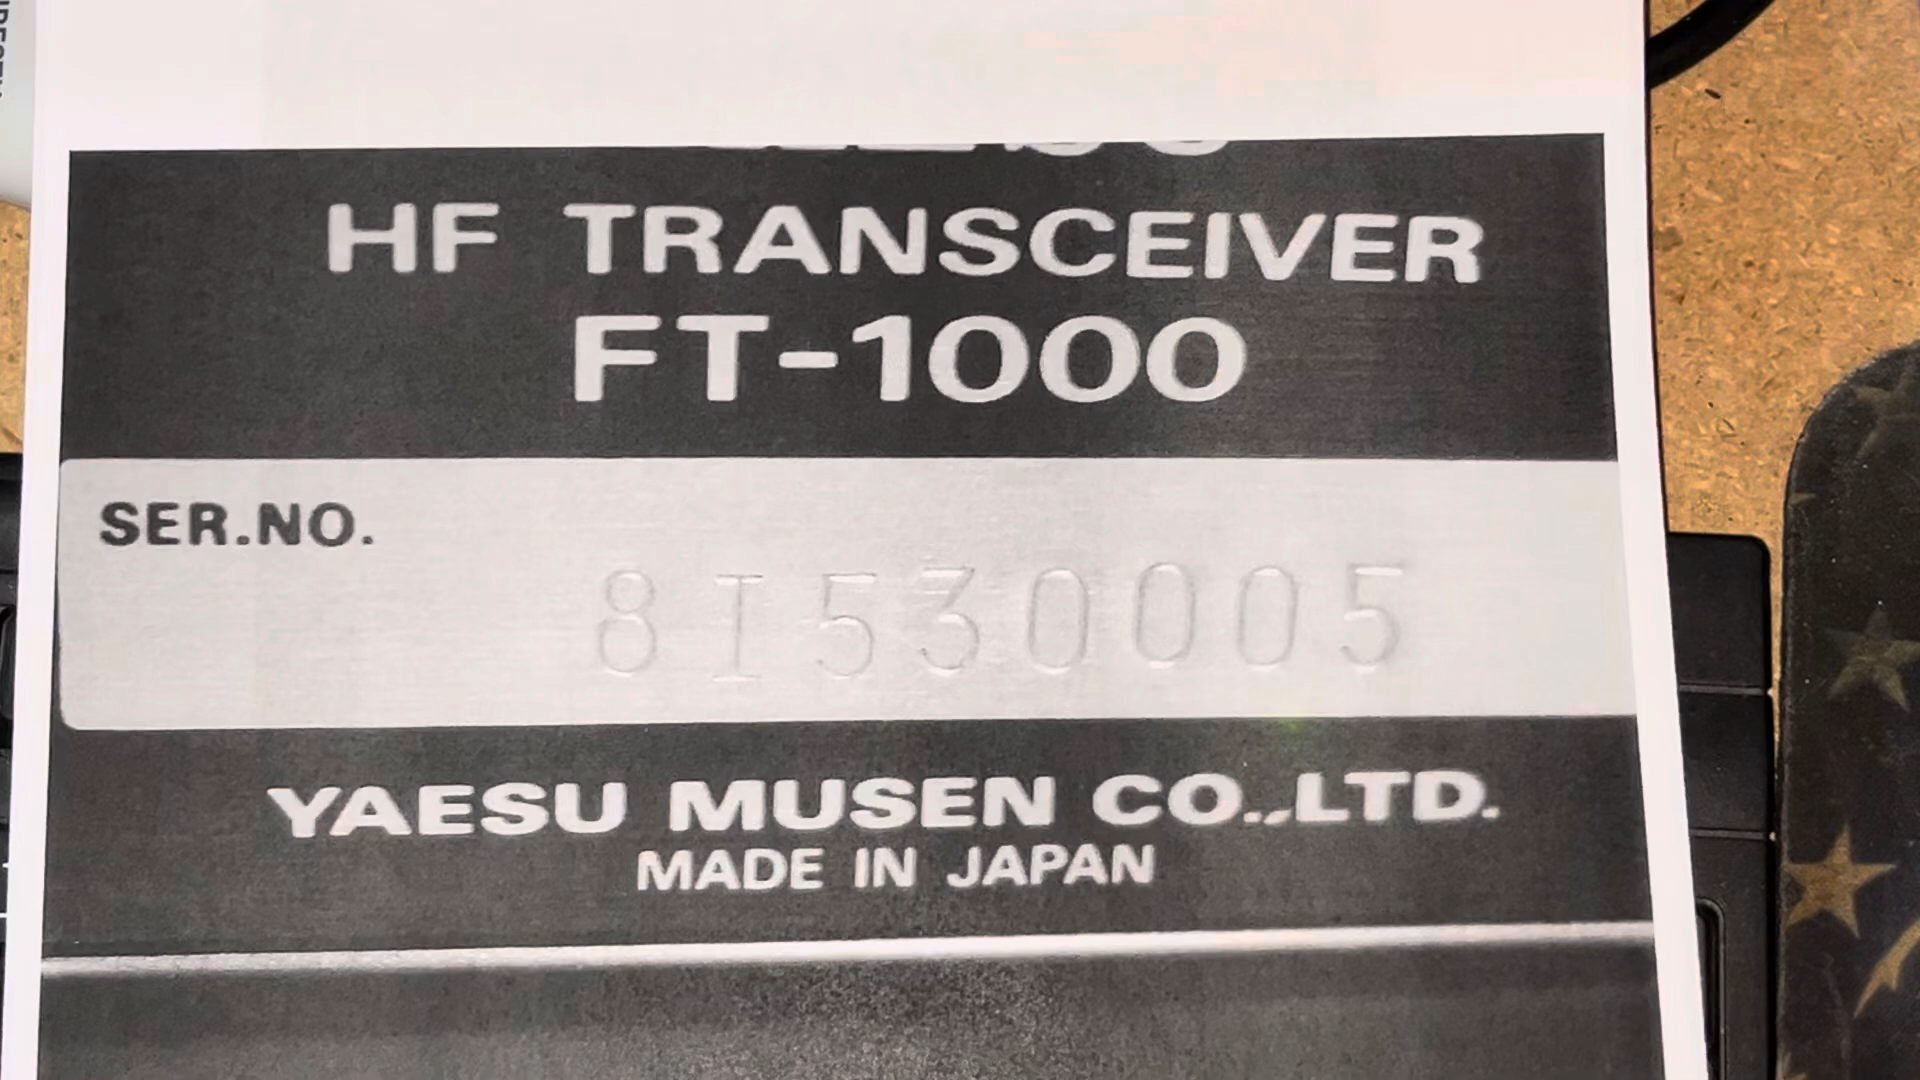 HF TRANSCEIVER
FT-1000
SER.NO.
8I530005
YAESU MUSEN CO.,LTD.
MADE IN JAPAN